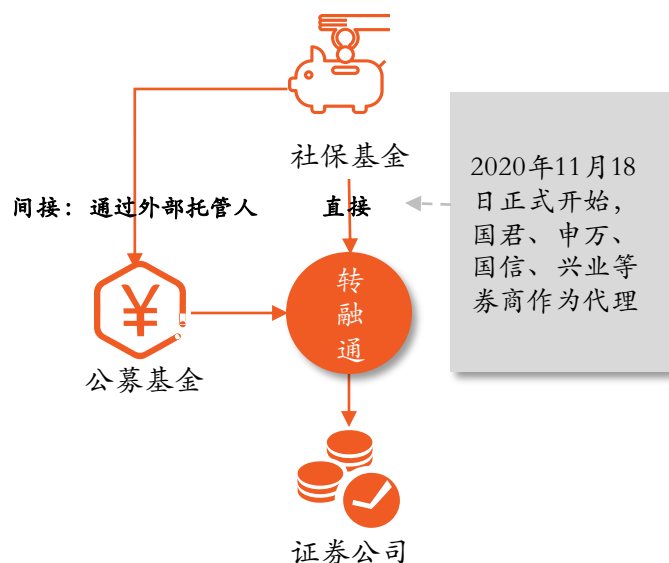 社保基金
间接：通过外部托管人
直接
2020年11月18
日正式开始，
国君、申万、
国信、兴业等
券商作为代理
转
融
通
¥
公募基金
证券公司